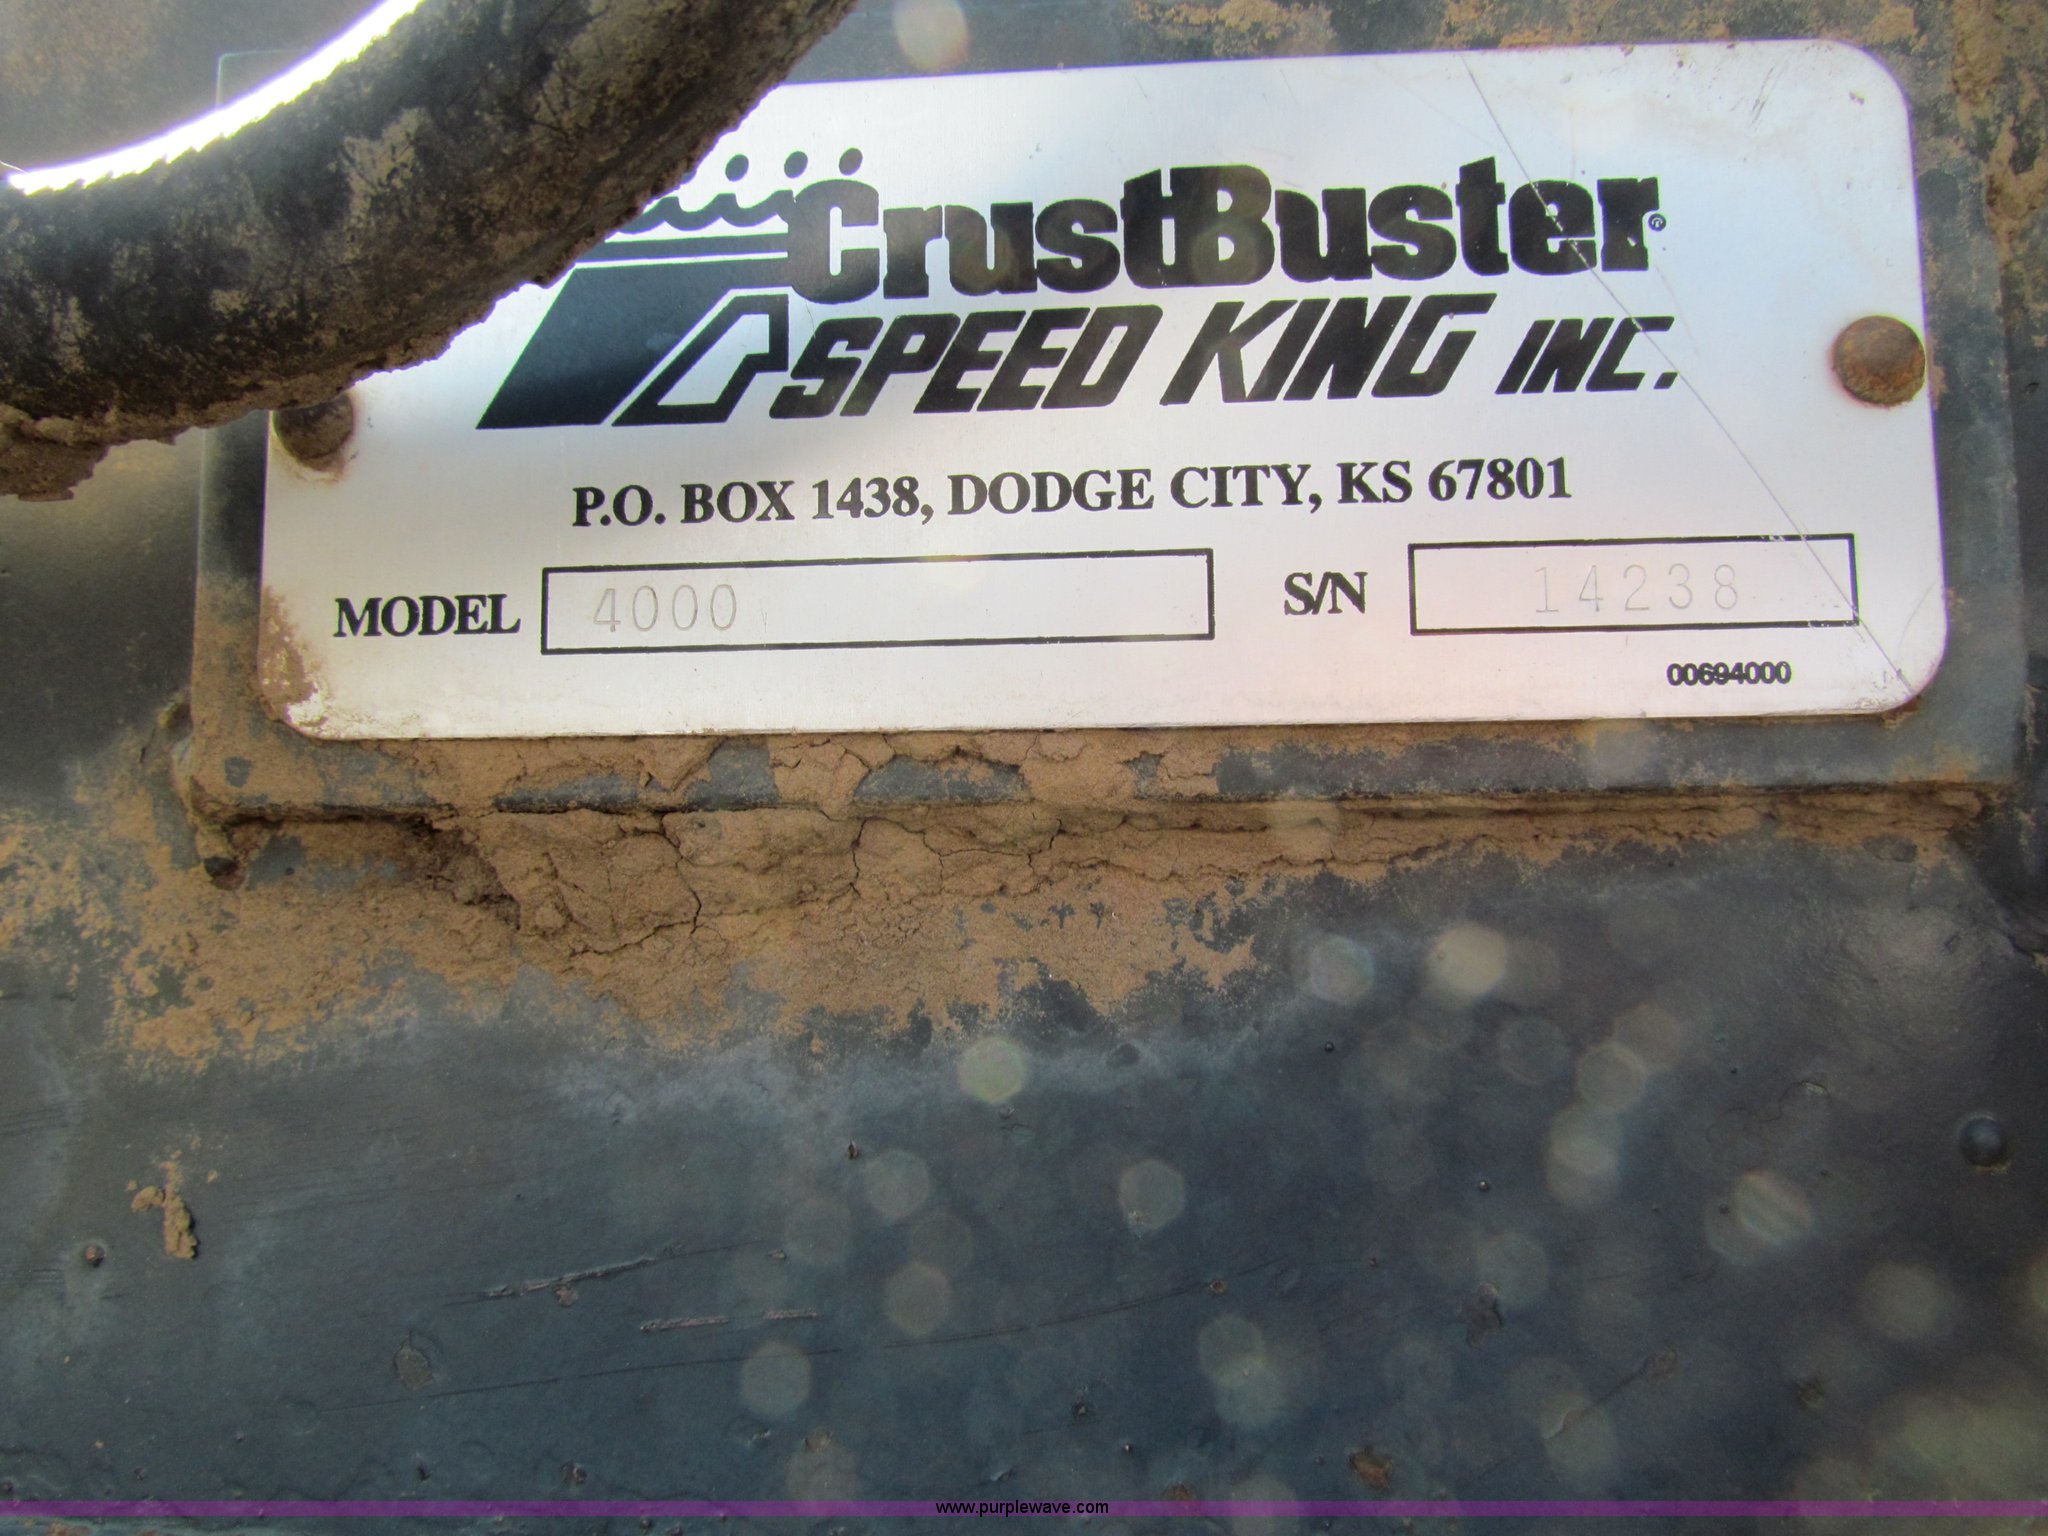 CrustBuster®
SPEED KING INC.
P.O. BOX 1438, DODGE CITY, KS 67801
MODEL 4000 S/N 14238
00694000
www.purplewave.com